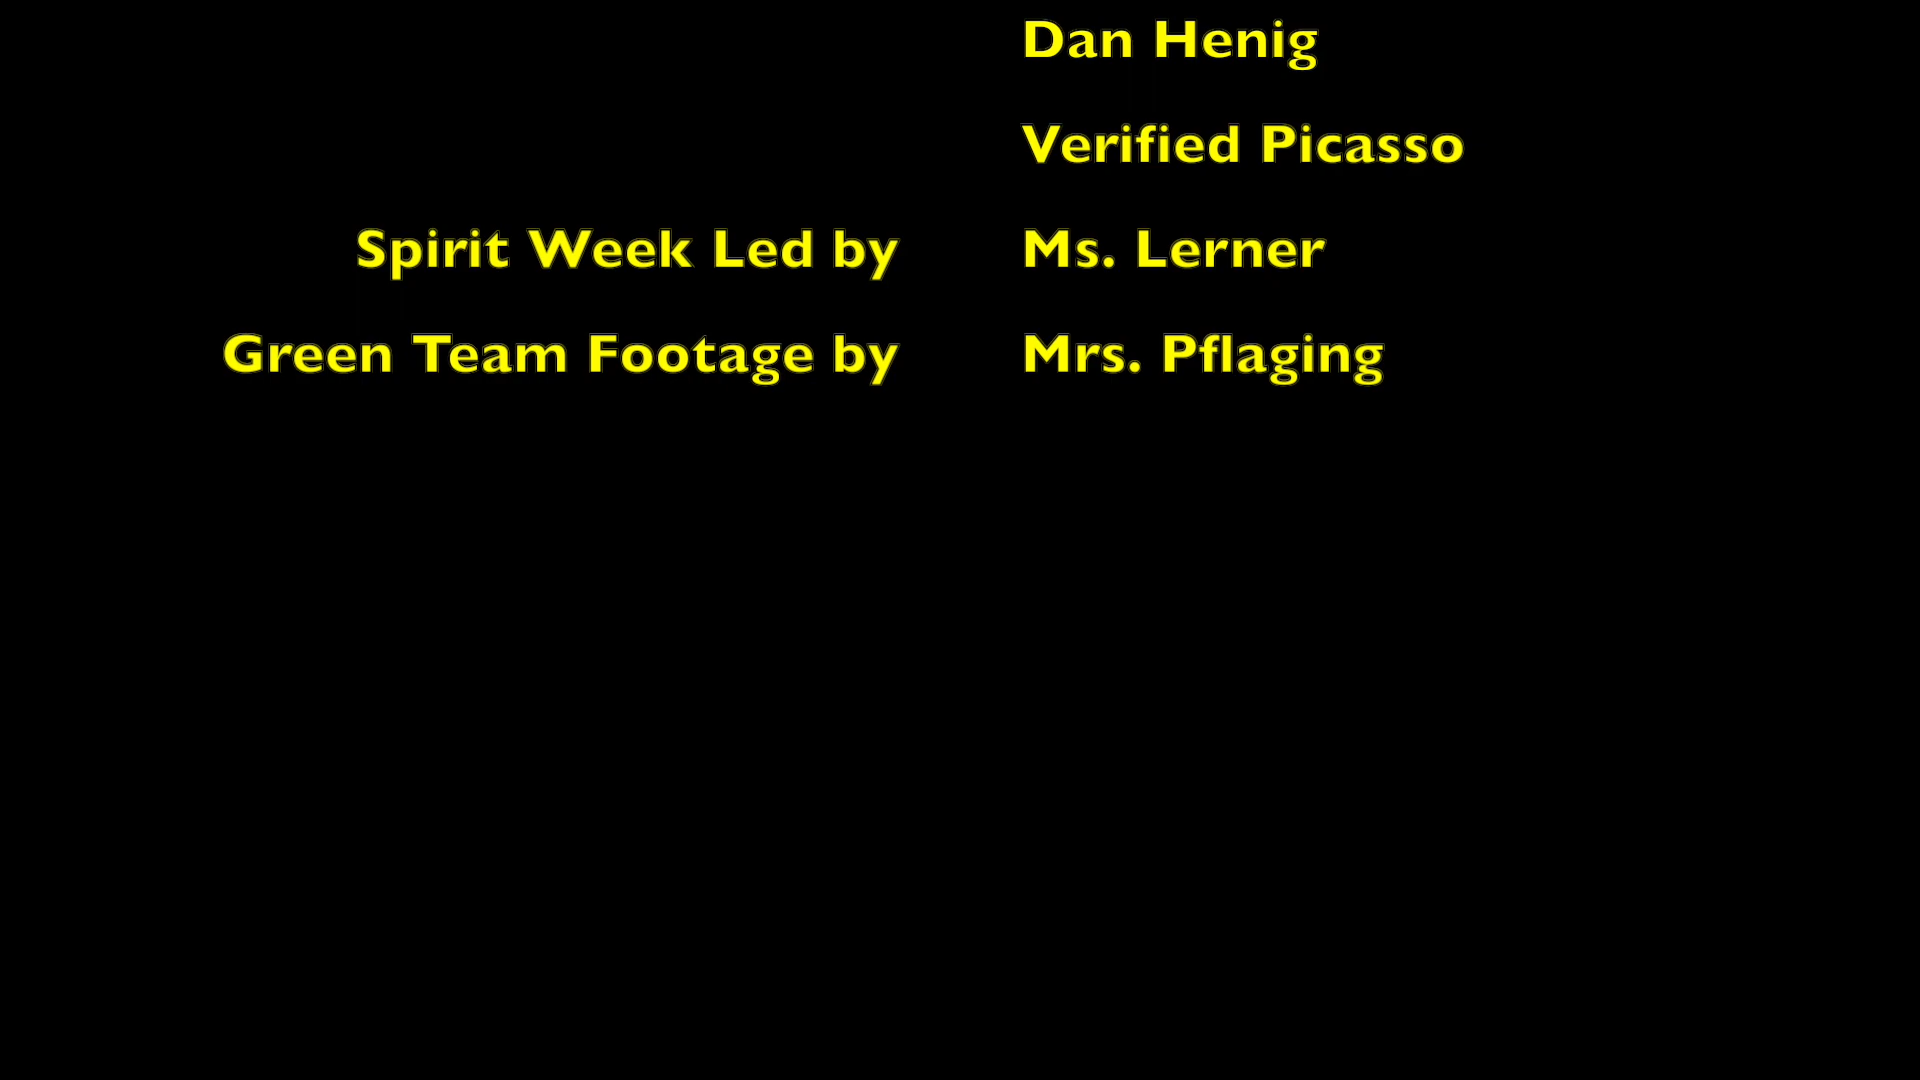 Dan Henig
Verified Picasso
Spirit Week Led by Ms. Lerner
Green Team Footage by Mrs. Pflaging